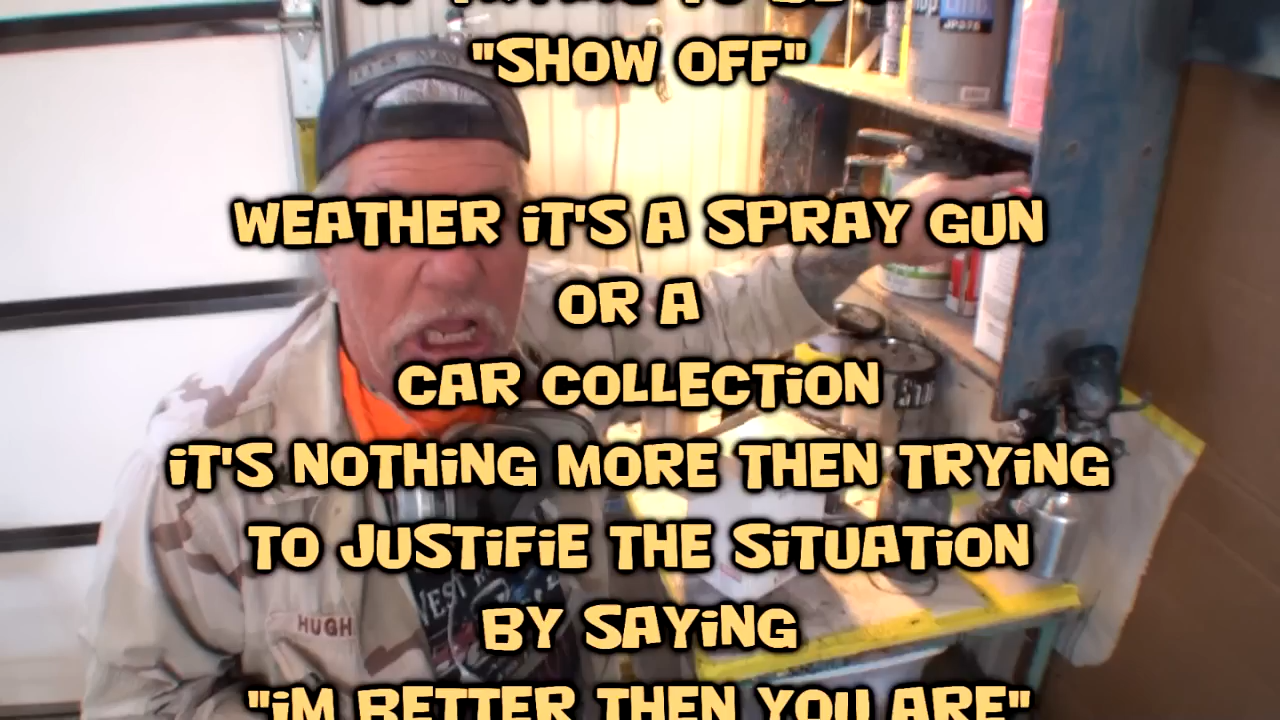 "SHOW OFF"
WEATHER iT'S A SPRAY GUN
OR A
CAR COLLECTiON
iT'S NOTHiNG MORE THEN TRYiNG
TO JUSTiFiE THE SiTUATiON
BY SAYiNG
"iM BETTER THEN YOU ARE"
HUGH
JP376